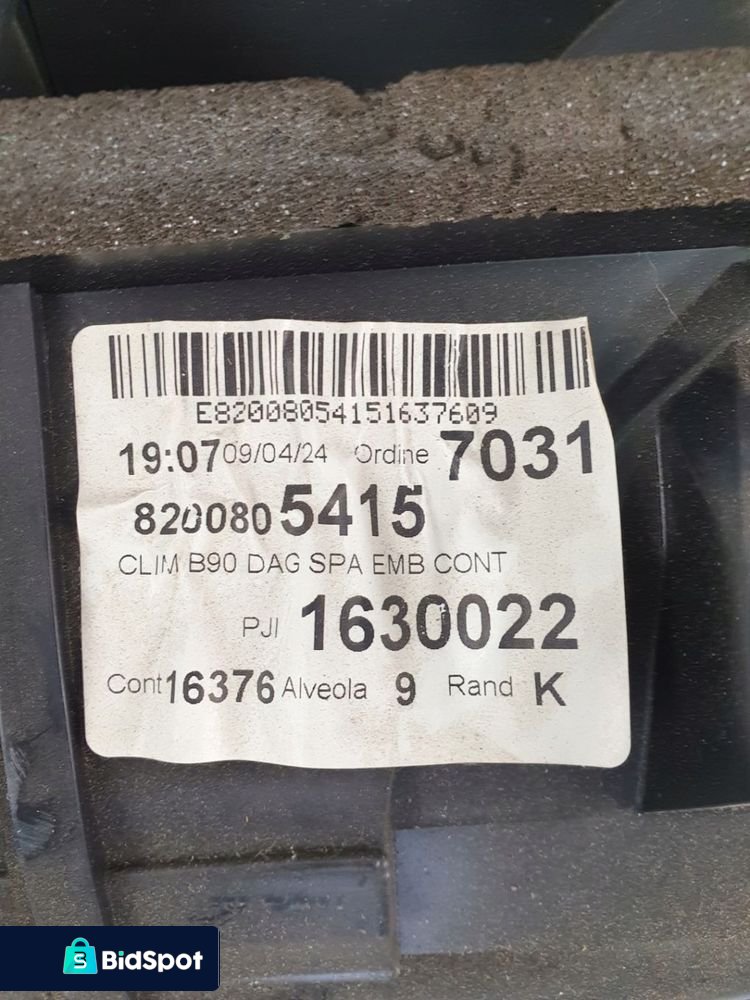 E82008054151637609
19:07 09/04/24 Ordine 7031
8200805415
CLIM B90 DAG SPA EMB CONT
PJI 1630022
Cont 16376 Alveola 9 Rand K
S BidSpot